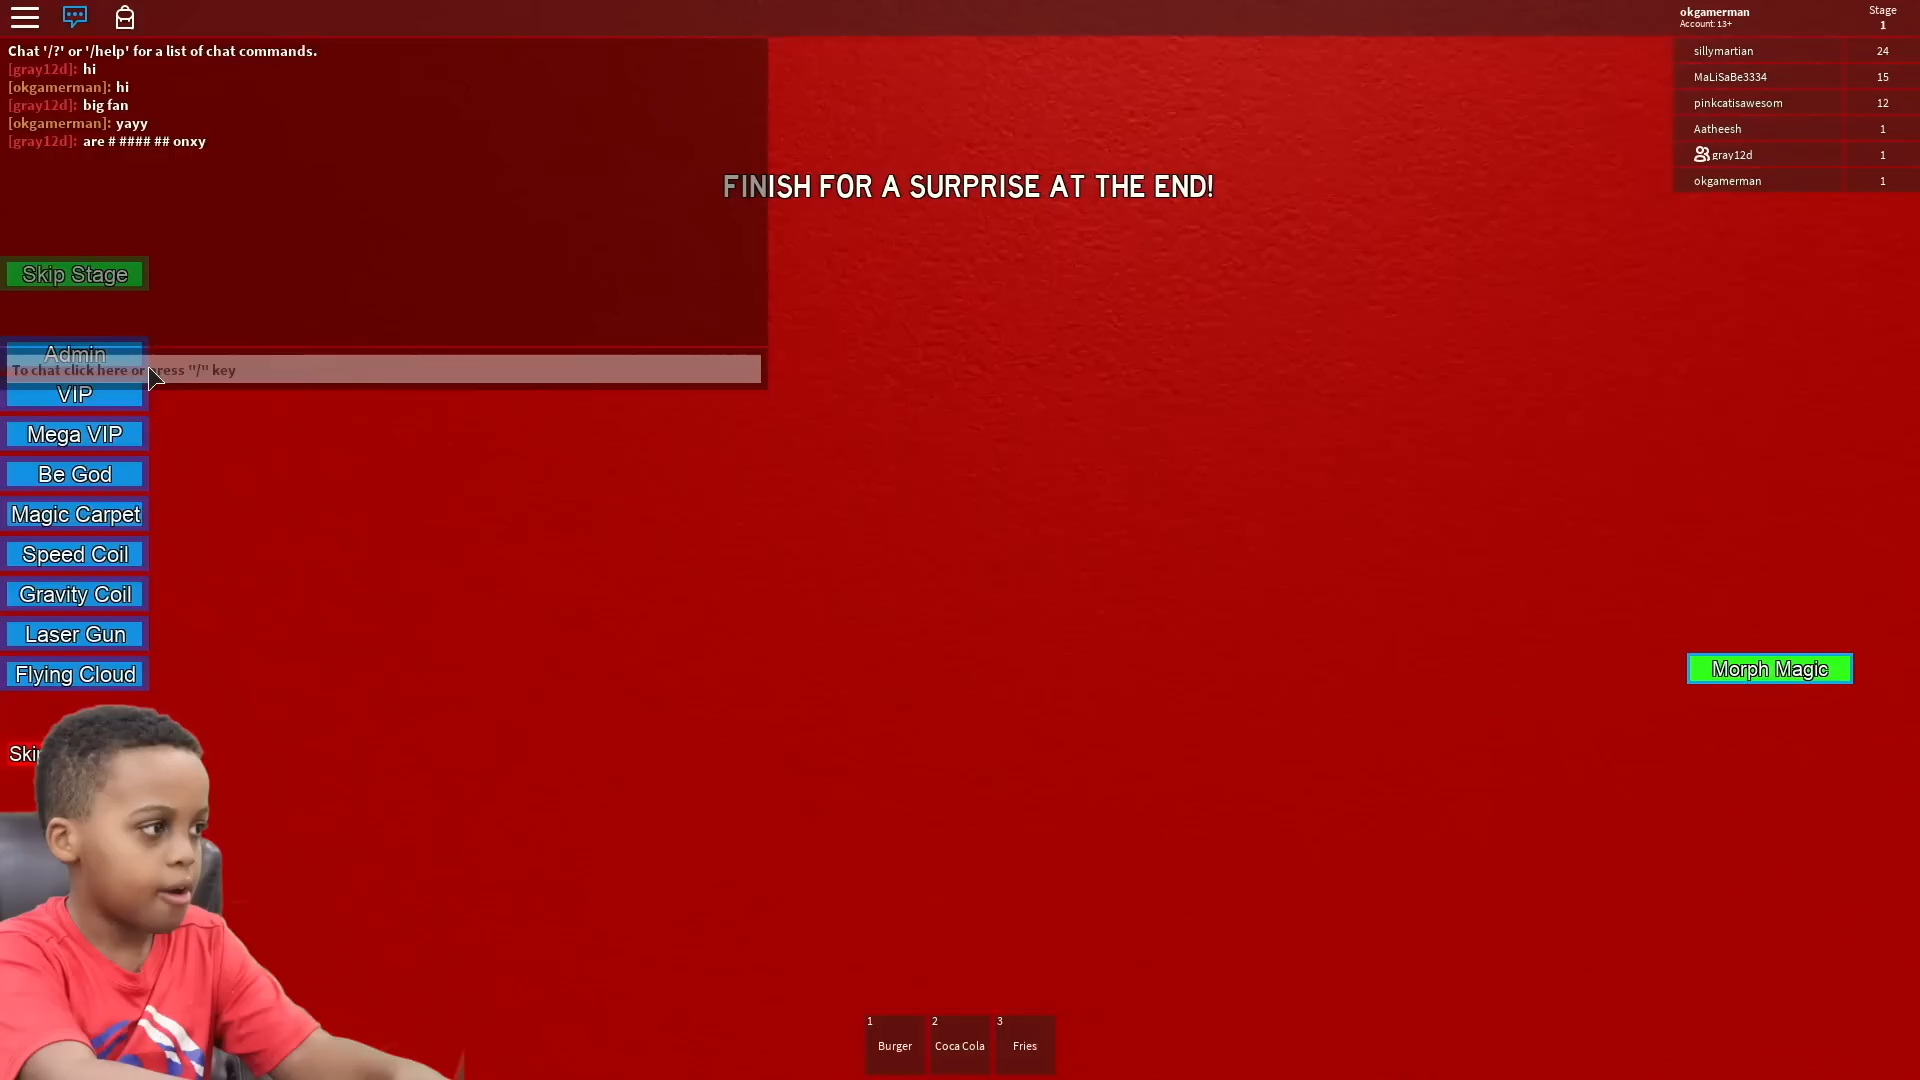 okgamerman
Account: 13+
Stage
1
Chat '/?' or '/help' for a list of chat commands.
[gray12d]: hi
[okgamerman]: hi
[gray12d]: big fan
[okgamerman]: yayy
[gray12d]: are # #### ## onxy
sillymartian 24
MaLiSaBe3334 15
pinkcatisawesom 12
Aatheesh 1
gray12d 1
okgamerman 1
FINISH FOR A SURPRISE AT THE END!
Skip Stage
Admin
To chat click here or press "/" key
VIP
Mega VIP
Be God
Magic Carpet
Speed Coil
Gravity Coil
Laser Gun
Flying Cloud
Morph Magic
1 Burger
2 Coca Cola
3 Fries